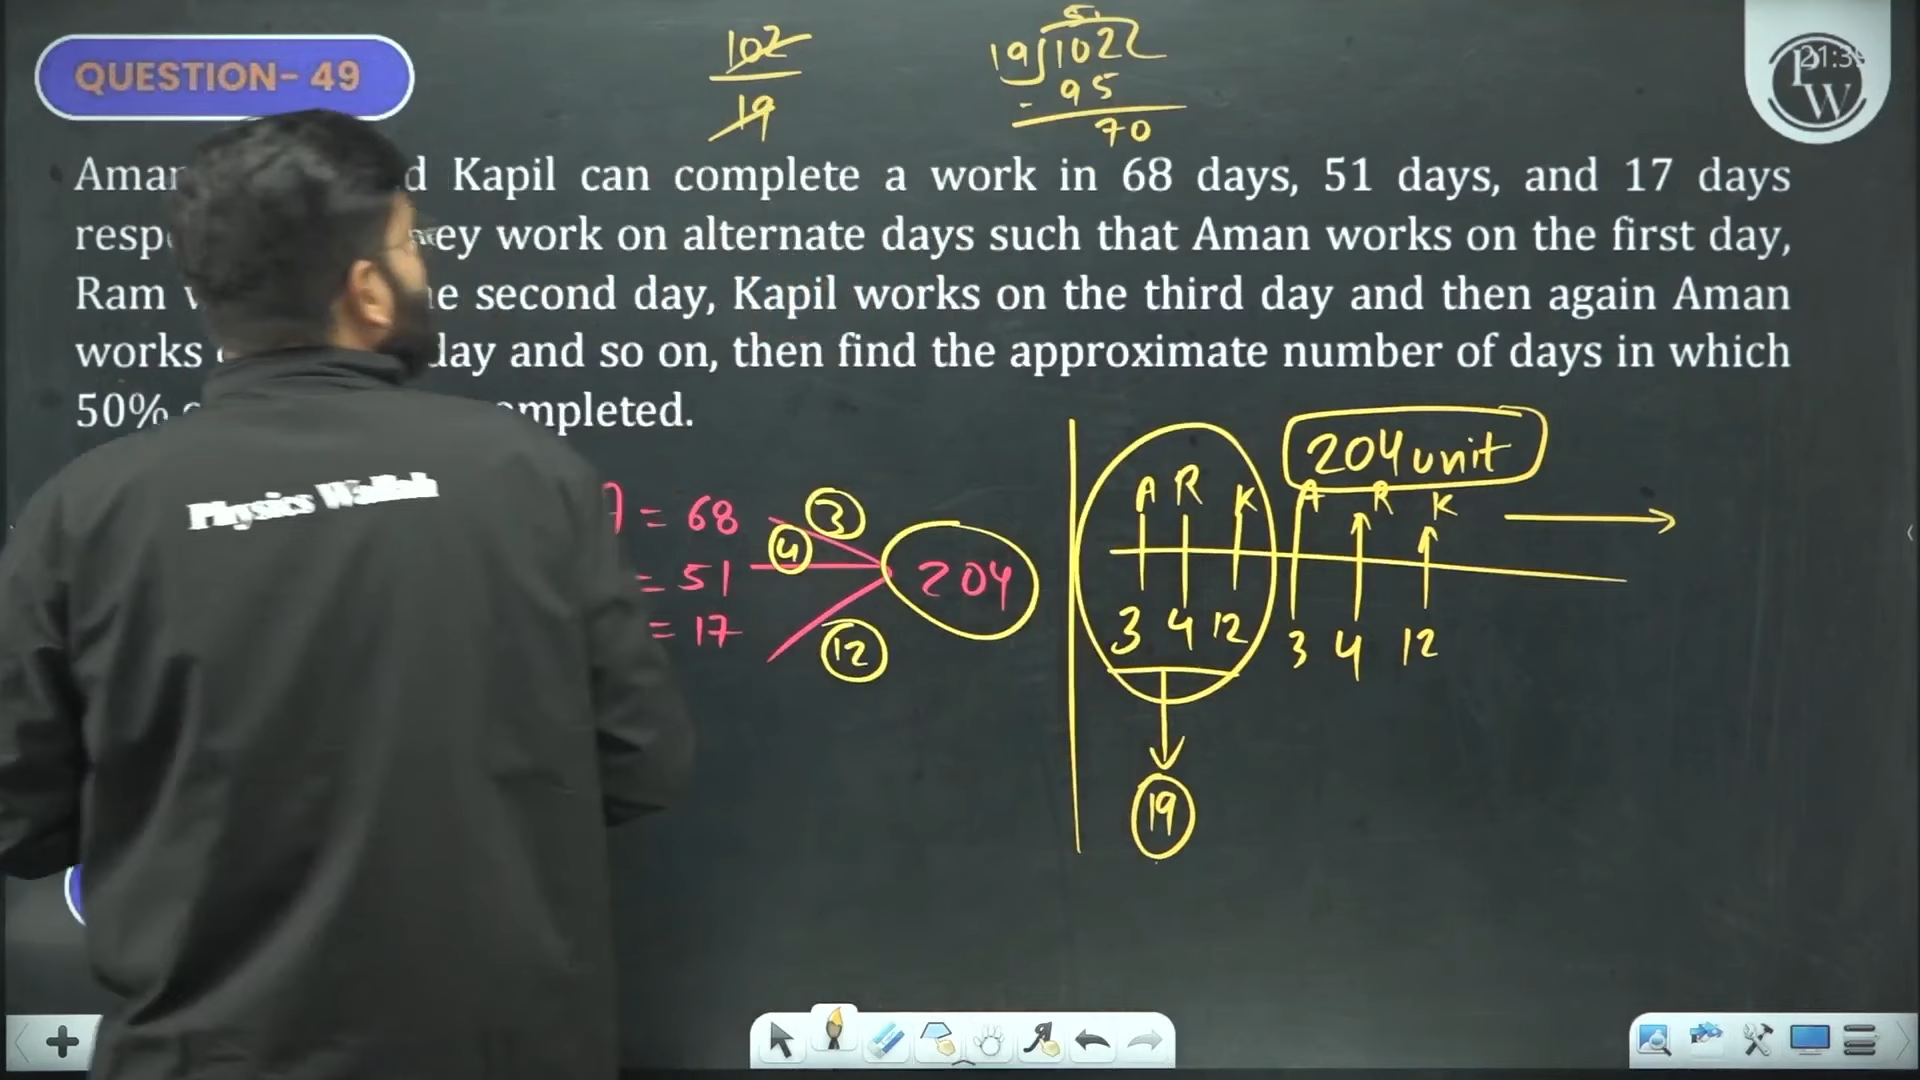 5.
102
19
19)1022
- 95
70
21:3
PW
QUESTION- 49
Kapil can complete a work in 68 days, 51 days, and 17 days
work on alternate days such that Aman works on the first day,
Ram second day, Kapil works on the third day and then again Aman
works day and so on, then find the approximate number of days in which
50%
204 unit
A R K A R K
= 68 3
4
= 51 204
= 17
12
3 4 12 3 4 12
19
Physics Wallah